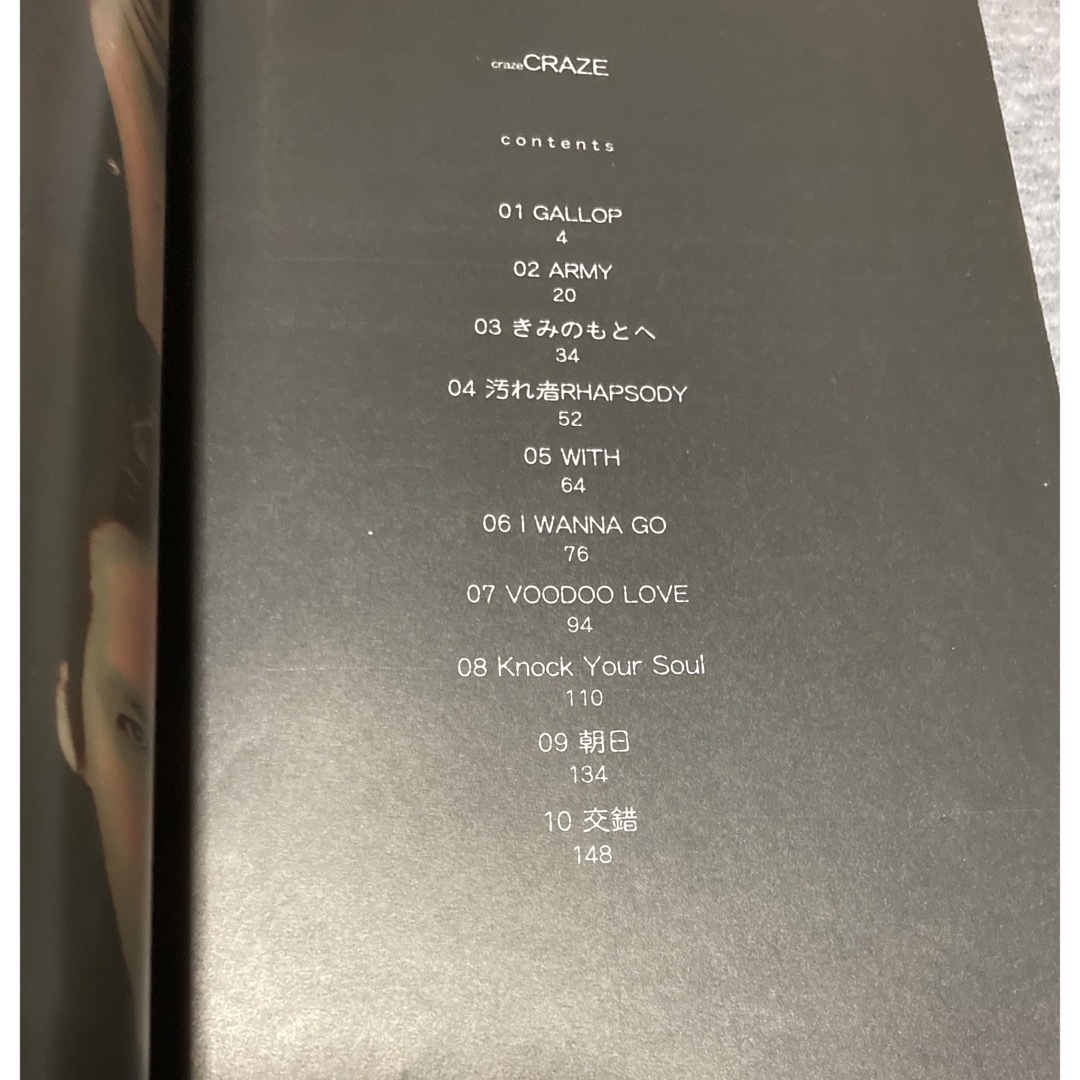 crazeCRAZE
contents
01 GALLOP
4
02 ARMY
20
03 きみのもとへ
34
04 汚れ者RHAPSODY
52
05 WITH
64
06 I WANNA GO
76
07 VOODOO LOVE
94
08 Knock Your Soul
110
09 朝日
134
10 交錯
148